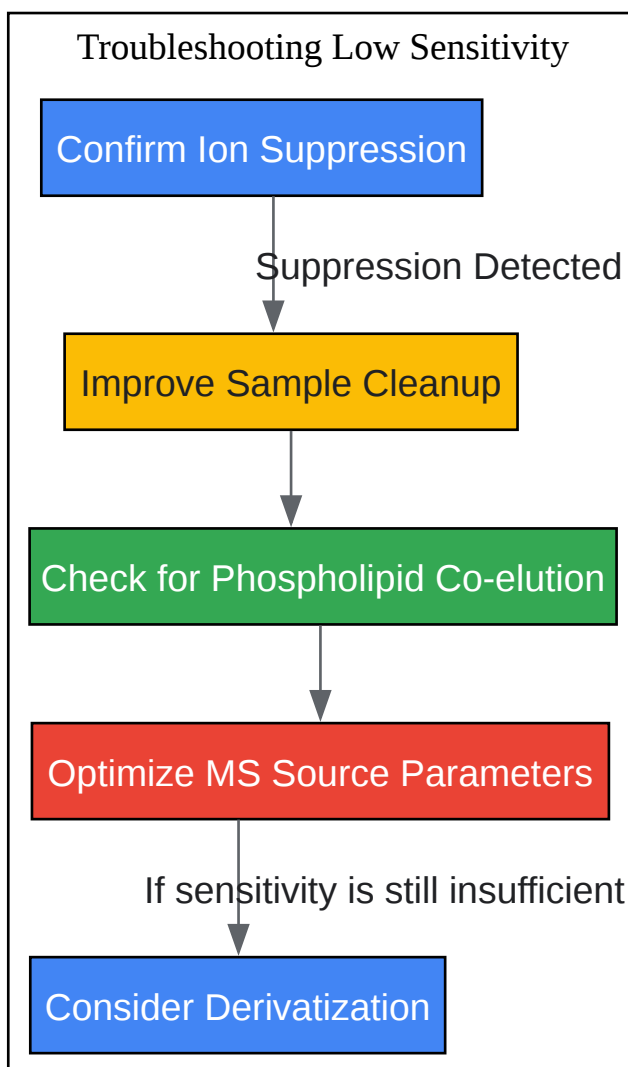 Troubleshooting Low Sensitivity
Confirm Ion Suppression
Suppression Detected
Improve Sample Cleanup
Check for Phospholipid Co-elution
Optimize MS Source Parameters
If sensitivity is still insufficient
Consider Derivatization